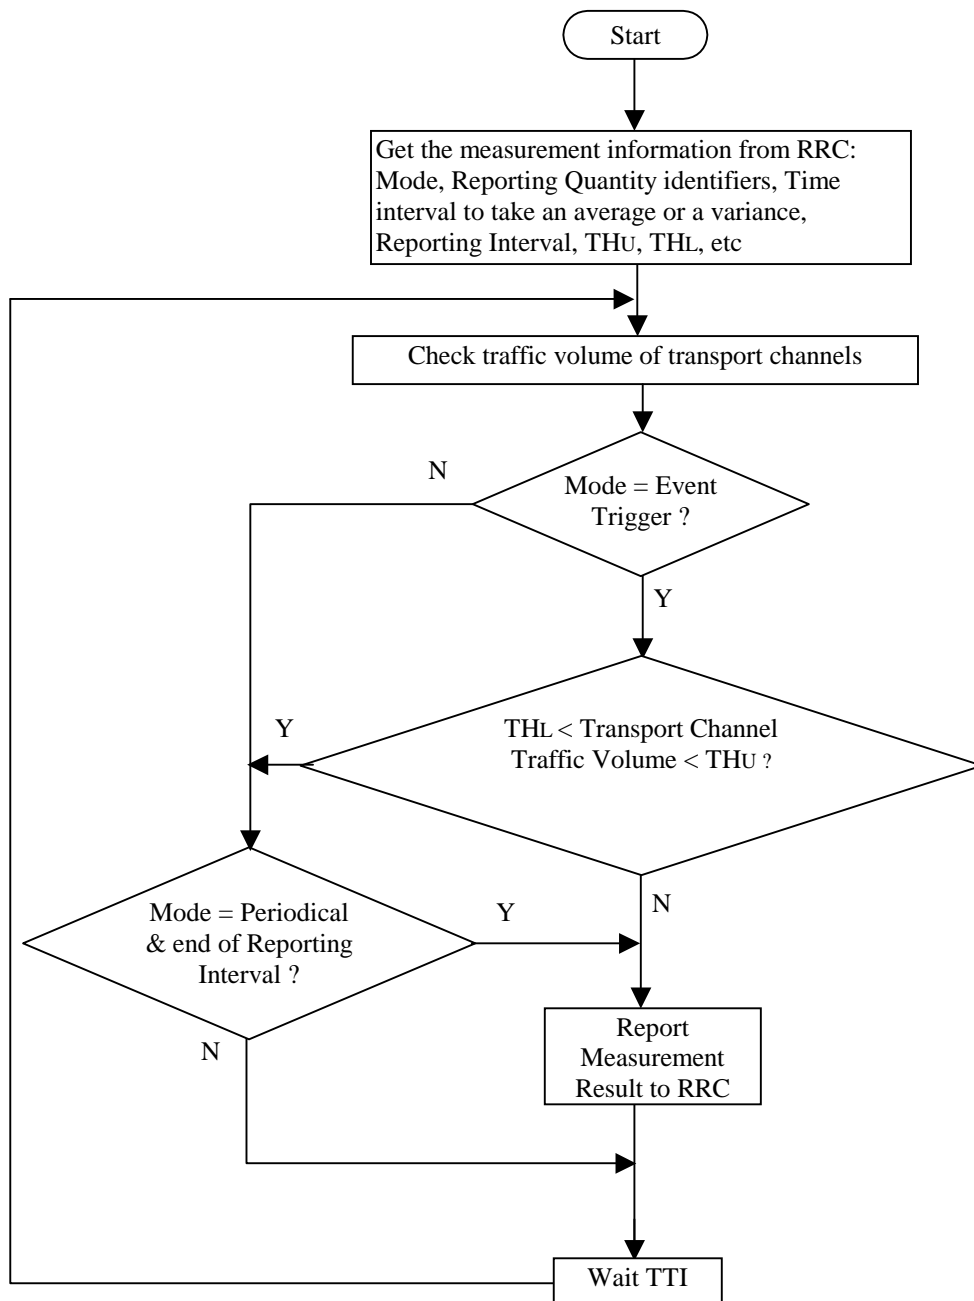 Start
Get the measurement information from RRC:
Mode, Reporting Quantity identifiers, Time
interval to take an average or a variance,
Reporting Interval, THU, THL, etc
Check traffic volume of transport channels
N
Mode = Event
Trigger ?
Y
Y
THL < Transport Channel
Traffic Volume < THU ?
N
Mode = Periodical
& end of Reporting
Interval ?
Y
N
Report
Measurement
Result to RRC
Wait TTI